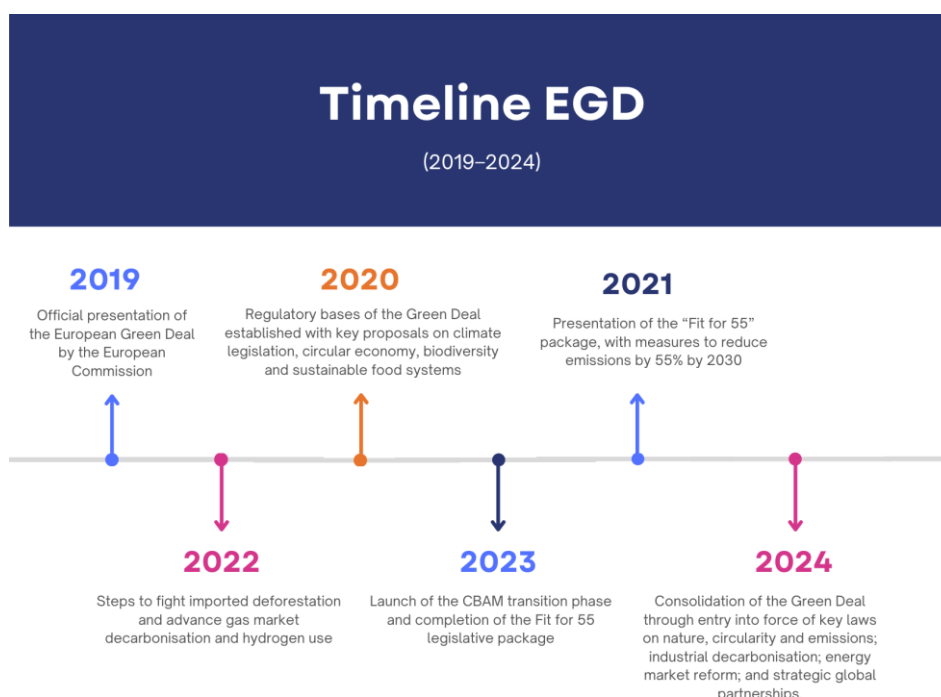 Timeline EGD
(2019–2024)
2019
Official presentation of
the European Green Deal
by the European
Commission
2020
Regulatory bases of the Green Deal
established with key proposals on climate
legislation, circular economy, biodiversity
and sustainable food systems
2021
Presentation of the “Fit for 55”
package, with measures to reduce
emissions by 55% by 2030
2022
Steps to fight imported deforestation
and advance gas market
decarbonisation and hydrogen use
2023
Launch of the CBAM transition phase
and completion of the Fit for 55
legislative package
2024
Consolidation of the Green Deal
through entry into force of key laws
on nature, circularity and emissions;
industrial decarbonisation; energy
market reform; and strategic global
partnerships